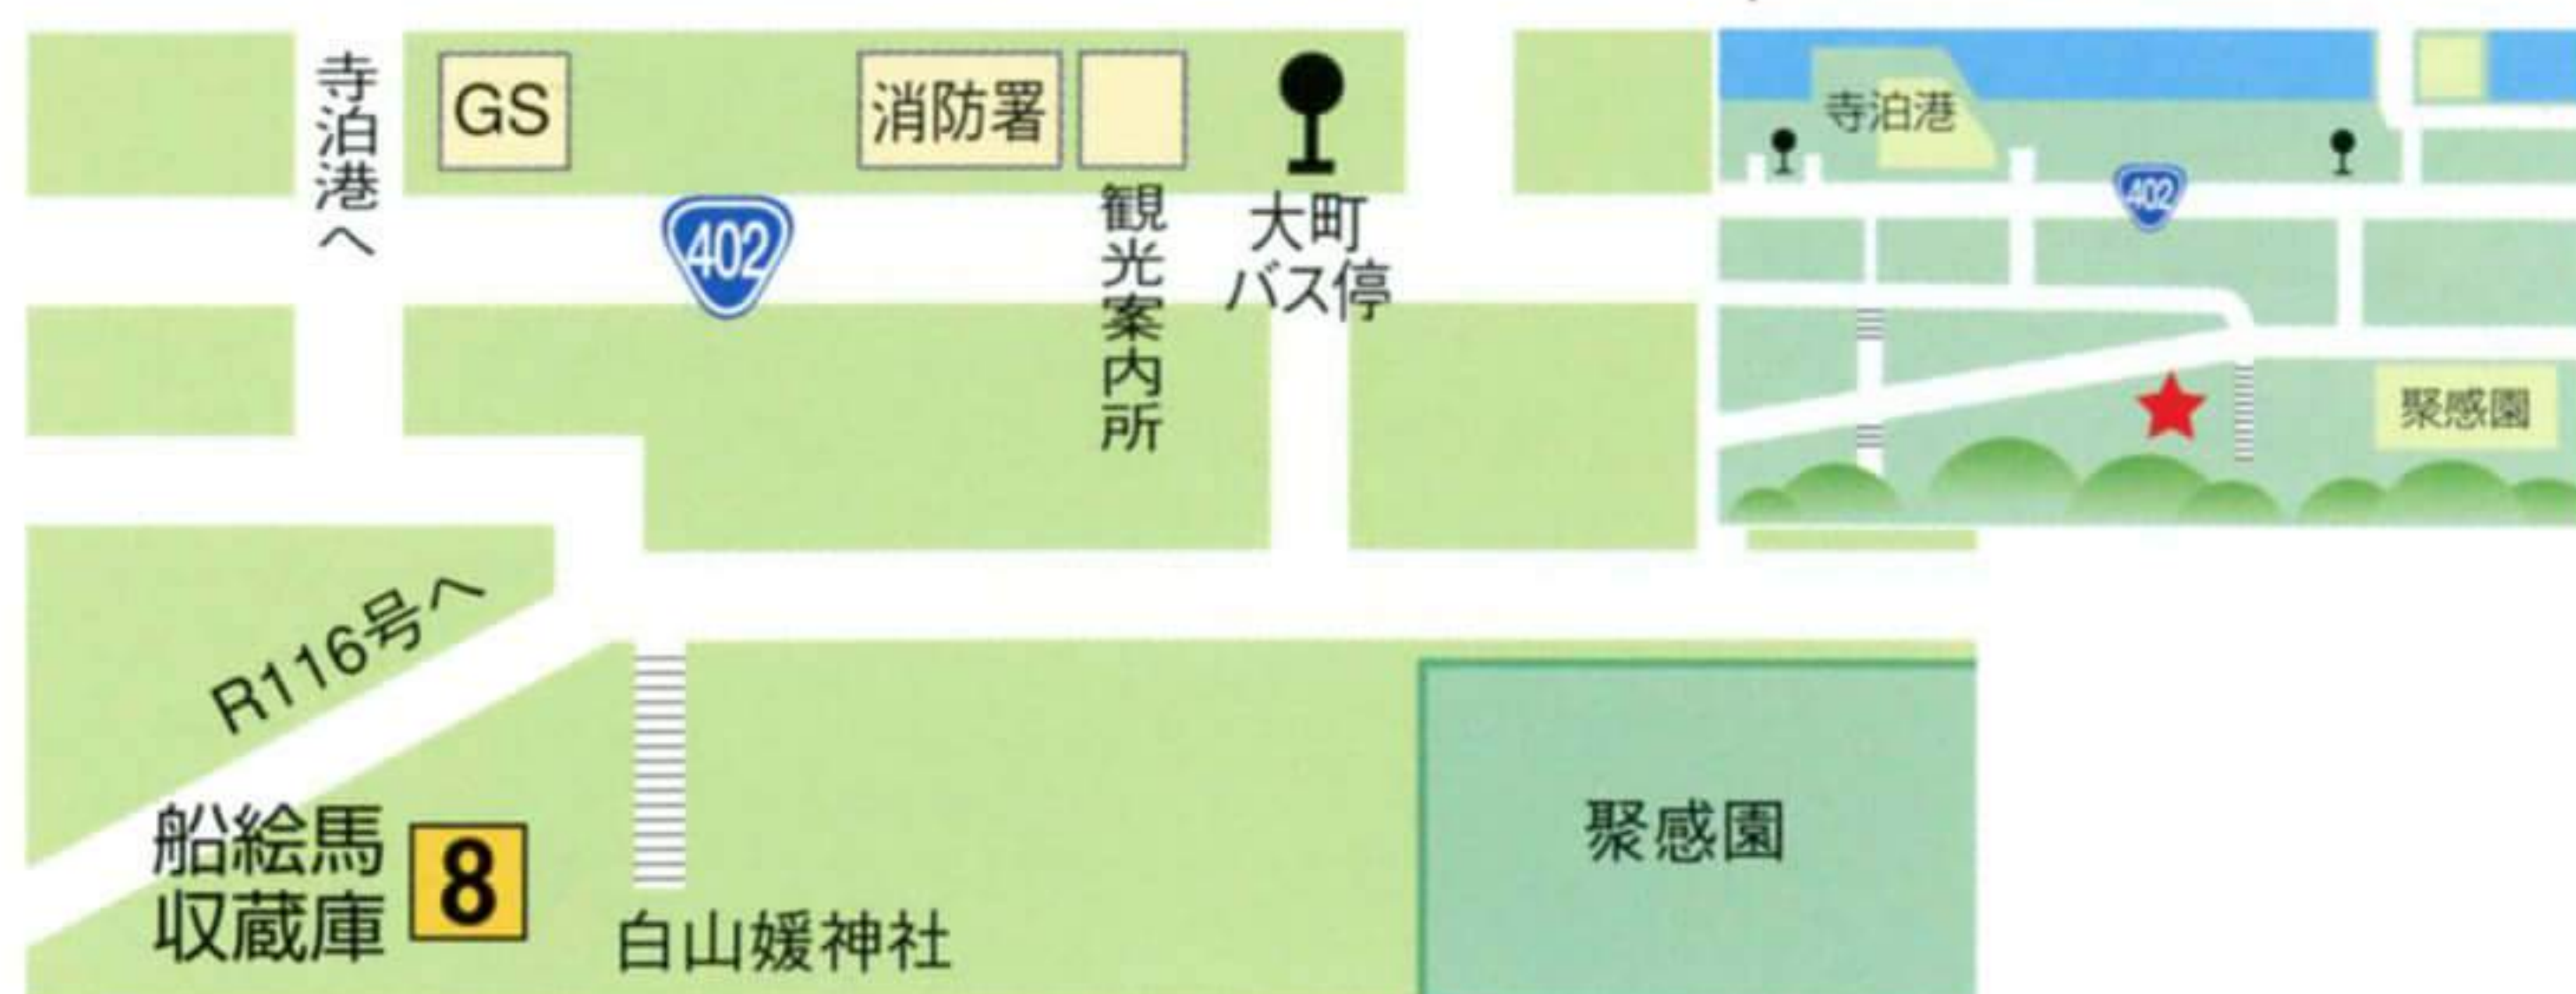 寺泊港へ
GS
消防署
観光案内所
大町
バス停
402
R116号へ
船絵馬
収蔵庫
8
白山媛神社
聚感園
寺泊港
402
聚感園